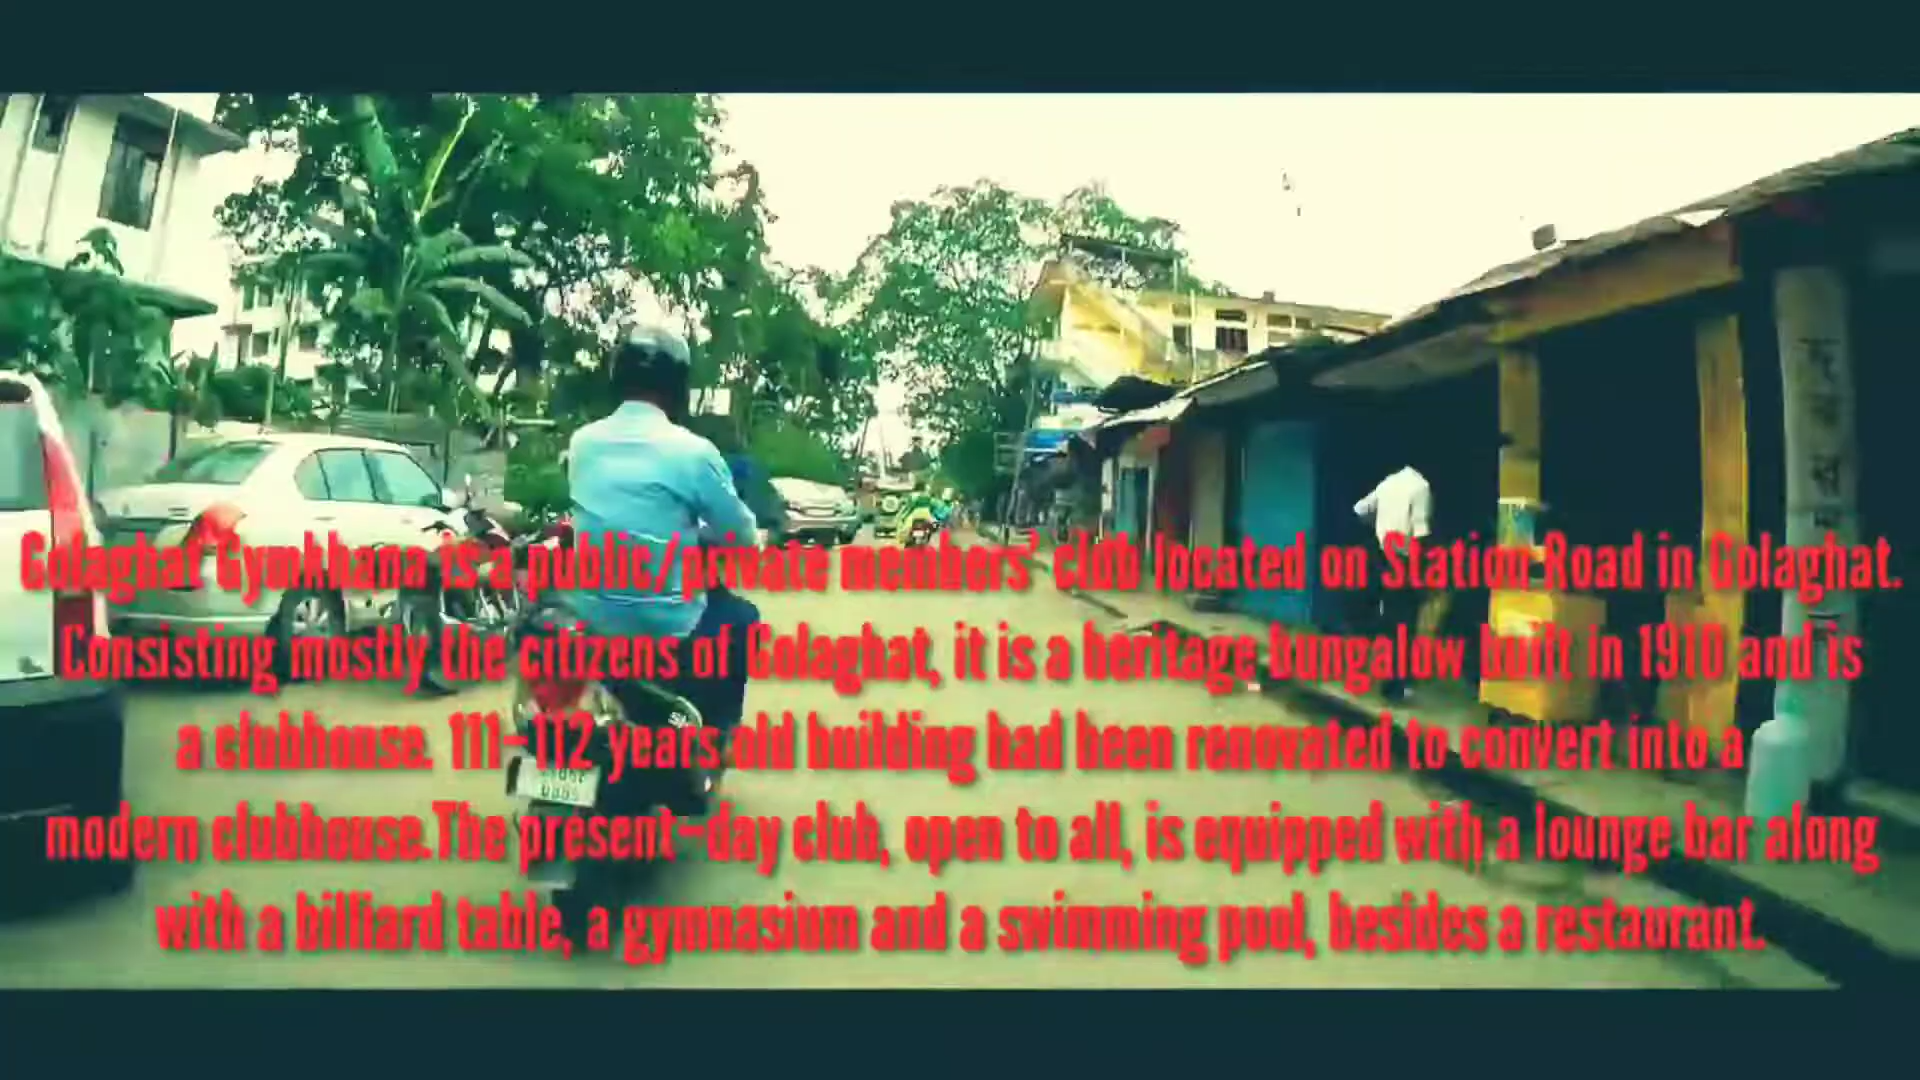 Golaghat Gymkhana is a public/private members' club located on Station Road in Golaghat.
Consisting mostly the citizens of Golaghat, it is a heritage bungalow built in 1910 and is
a clubhouse. 111-112 years old building had been renovated to convert into a
modern clubhouse.The present-day club, open to all, is equipped with a lounge bar along
with a billiard table, a gymnasium and a swimming pool, besides a restaurant.